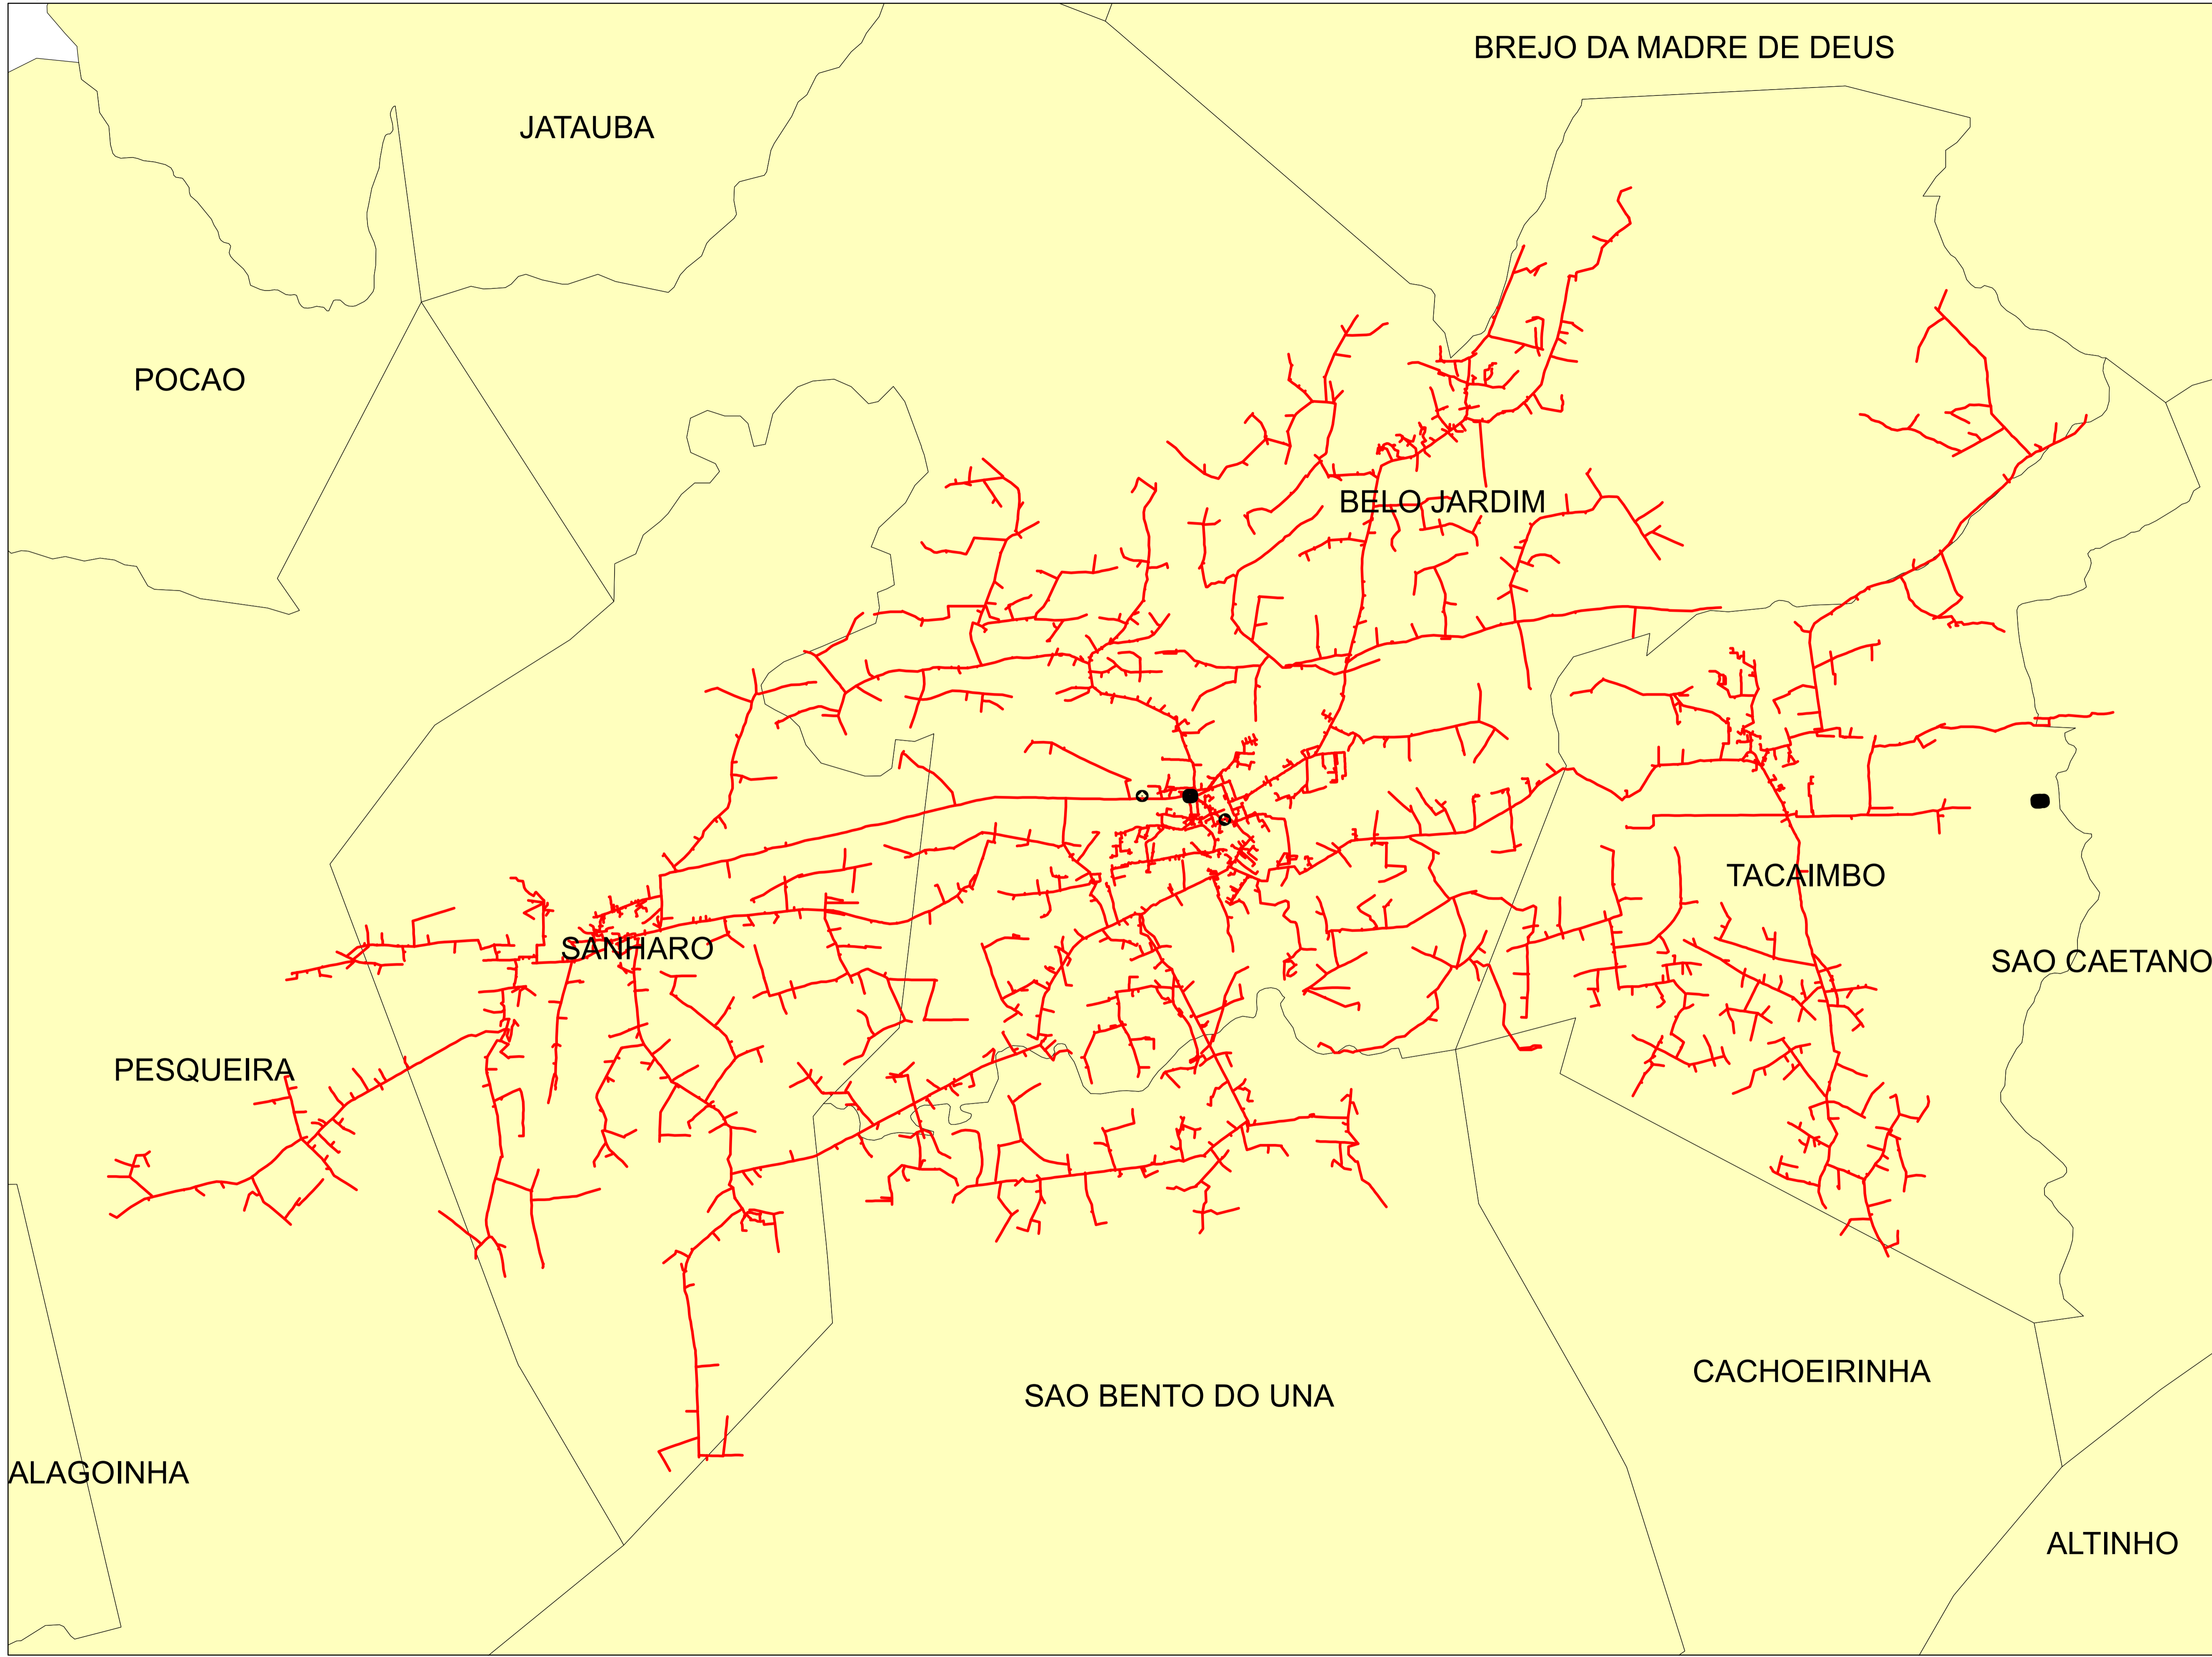 BREJO DA MADRE DE DEUS
JATAUBA
POCAO
BELO JARDIM
TACAIMBO
SANHARO
SAO CAETANO
PESQUEIRA
CACHOEIRINHA
SAO BENTO DO UNA
ALAGOINHA
ALTINHO